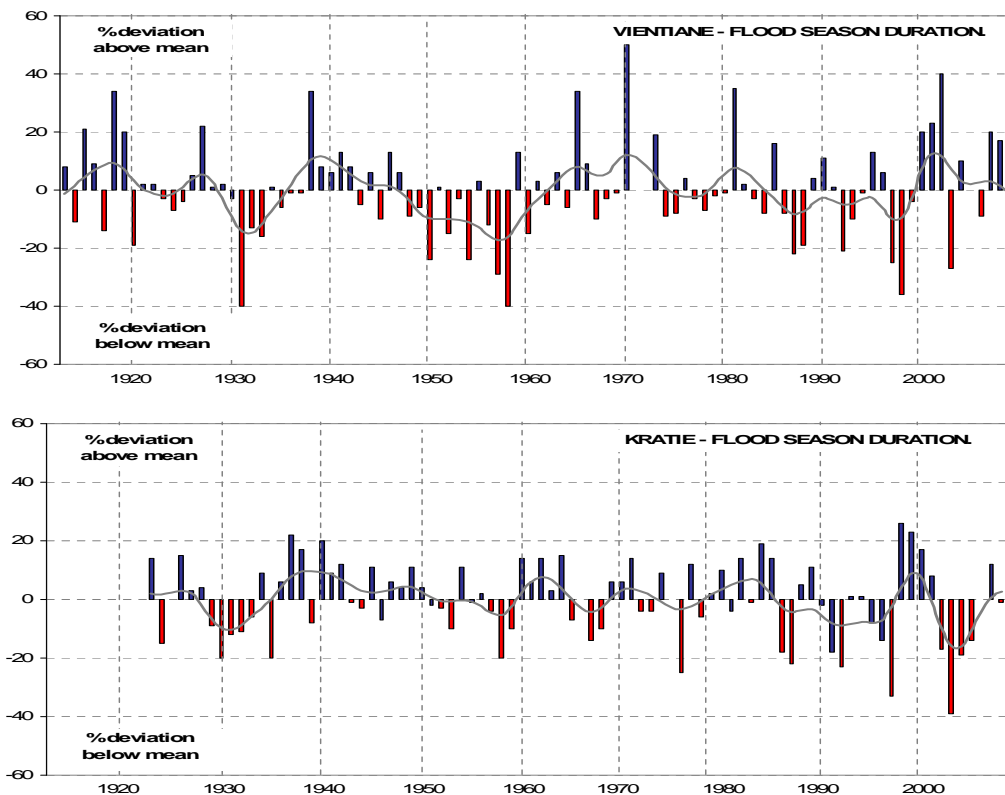 60
%deviation
above mean
VIENTIANE - FLOOD SEASON DURATION.
40
20
0
-20
-40
%deviation
below mean
-60
1920 1930 1940 1950 1960 1970 1980 1990 2000
60
%deviation
above mean
KRATIE - FLOOD SEASON DURATION.
40
20
0
-20
-40
%deviation
below mean
-60
1920 1930 1940 1950 1960 1970 1980 1990 2000